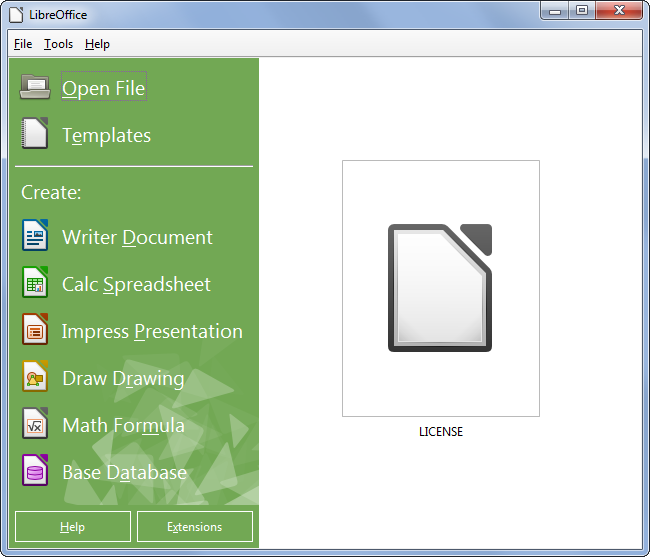 LibreOffice
File Tools Help
Open File
Templates
Create:
Writer Document
Calc Spreadsheet
Impress Presentation
Draw Drawing
Math Formula
Base Database
Help Extensions
LICENSE